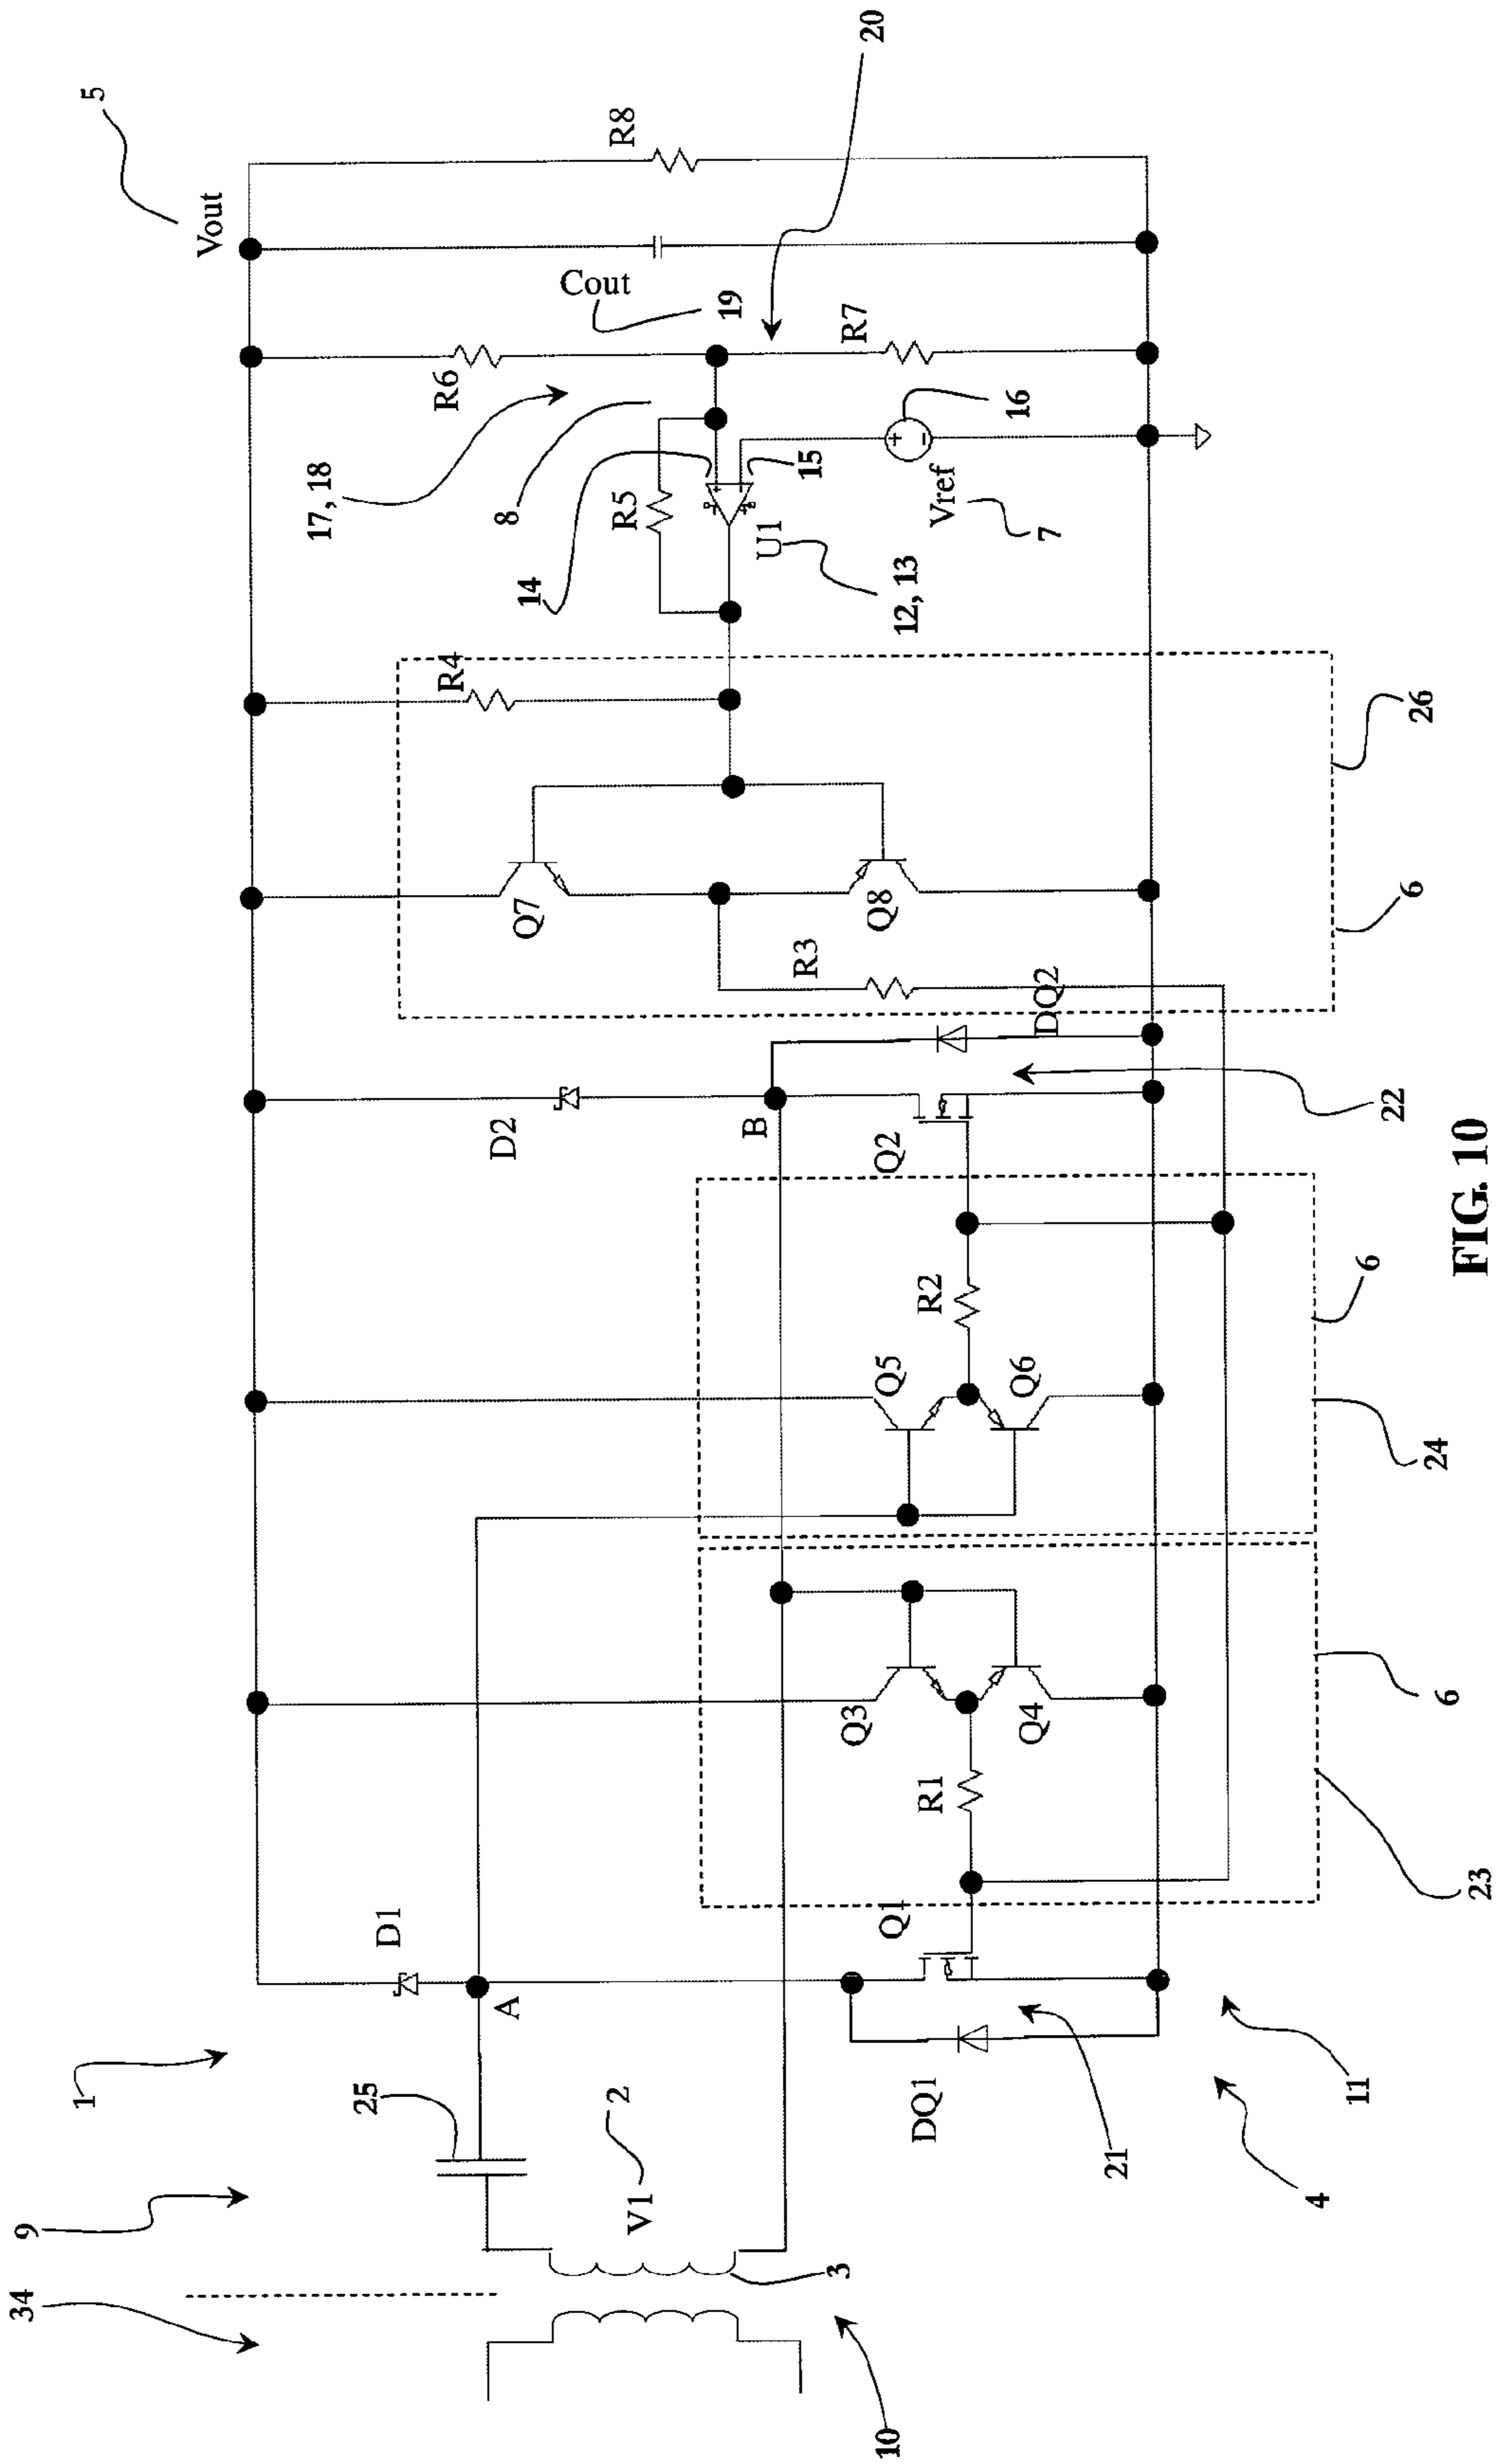 1
9
34
25
D1
A
V1
2
3
10
DQ1
21
4
11
Q1
R1
Q3
Q4
6
23
Q5
Q6
R2
6
24
D2
B
Q2
DQ2
22
R3
Q7
Q8
R4
6
26
17, 18
8
14
R5
U1
12, 13
15
+
-
Vref
7
16
R6
R7
19
20
Cout
Vout
5
R8
FIG. 10